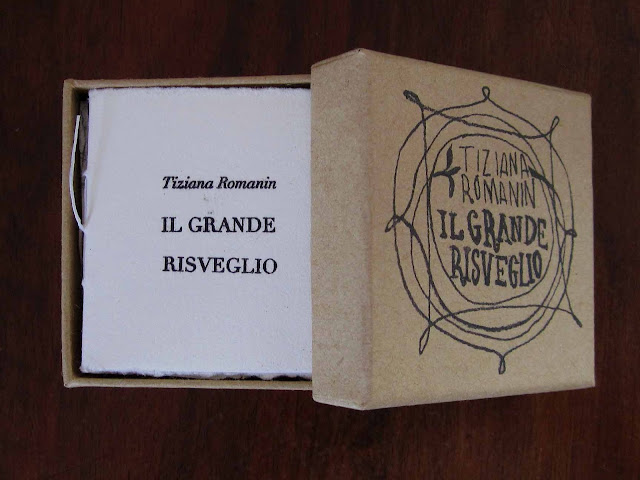 Tiziana Romanin
IL GRANDE
RISVEGLIO
TIZIANA
ROMANIN
IL GRANDE
RISVEGLIO